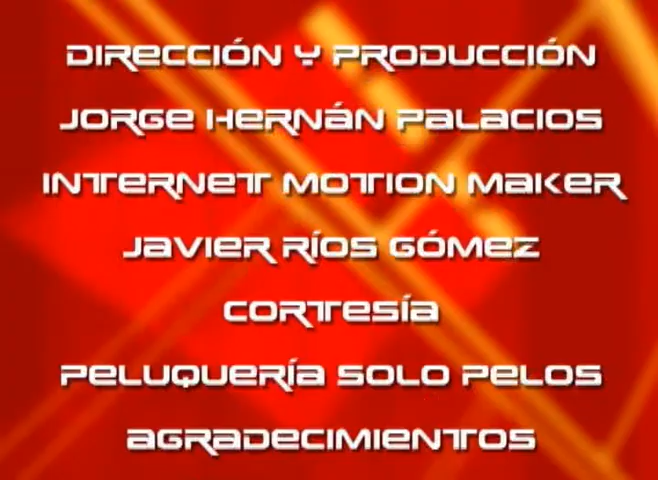 DIRECCIÓN Y PRODUCCIÓN
JORGE HERNÁN PALACIOS
INTERNET MOTION MAKER
JAVIER RÍOS GÓMEZ
CORTESÍA
PELUQUERÍA SOLO PELOS
AGRADECIMIENTOS